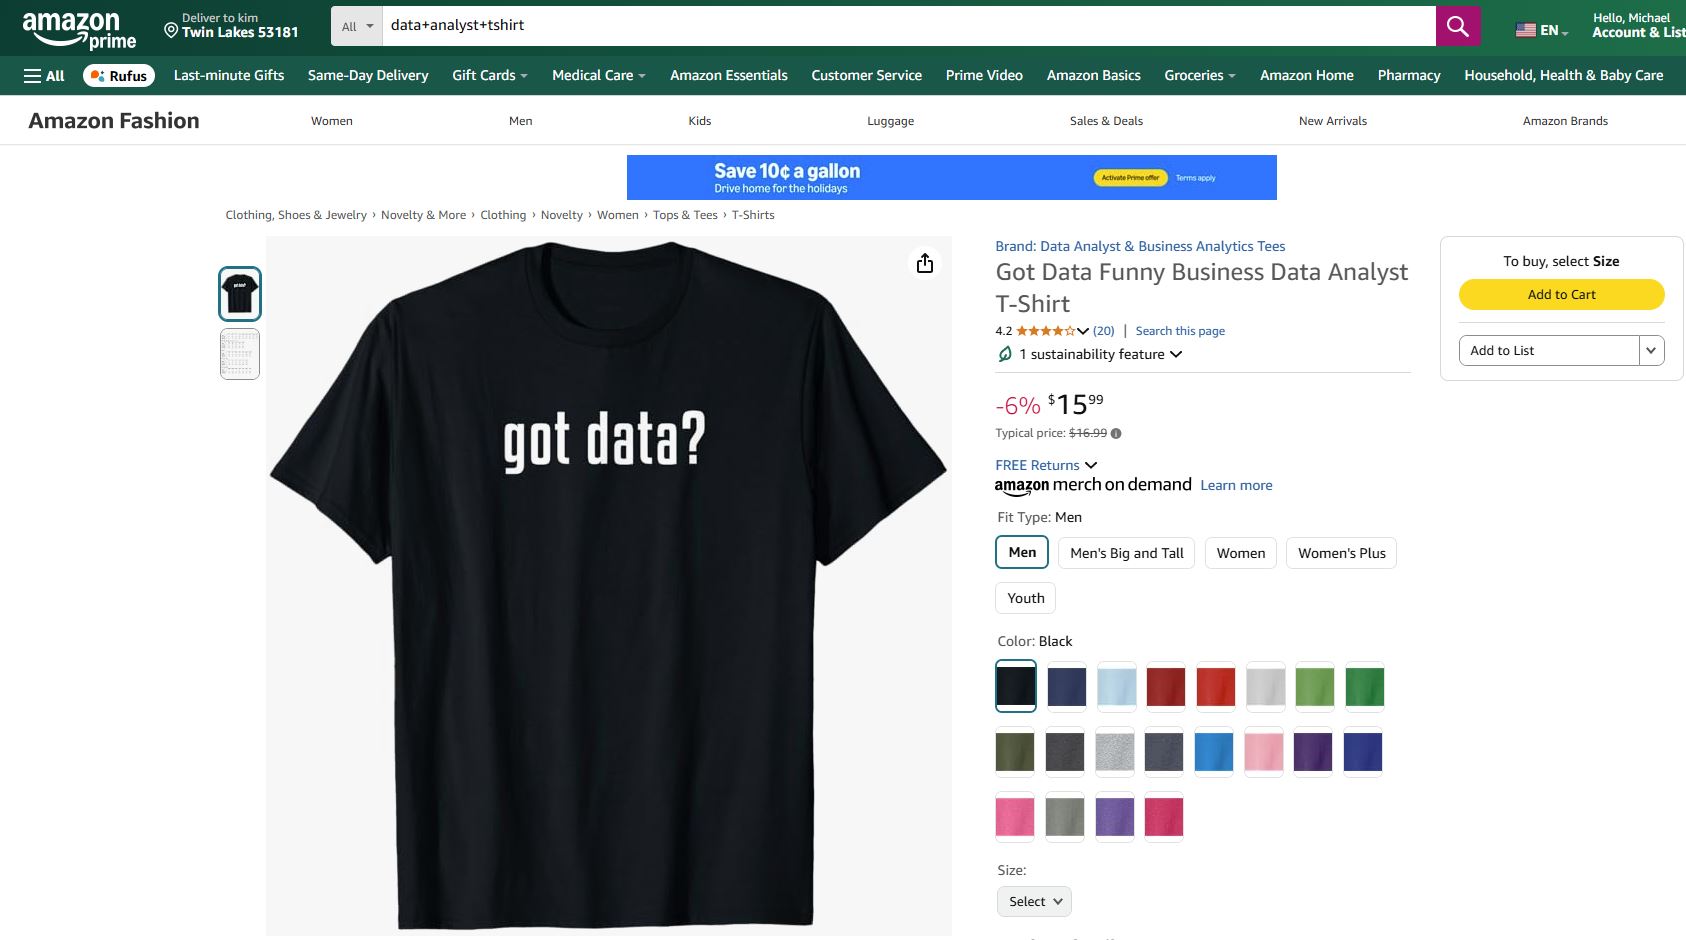 amazon
prime
Deliver to kim
Twin Lakes 53181
All
data+analyst+tshirt
EN
Hello, Michael
Account & List
All
Rufus
Last-minute Gifts
Same-Day Delivery
Gift Cards
Medical Care
Amazon Essentials
Customer Service
Prime Video
Amazon Basics
Groceries
Amazon Home
Pharmacy
Household, Health & Baby Care
Amazon Fashion
Women
Men
Kids
Luggage
Sales & Deals
New Arrivals
Amazon Brands
Save 10¢ a gallon
Drive home for the holidays
Activate Prime offer
Terms apply
Clothing, Shoes & Jewelry › Novelty & More › Clothing › Novelty › Women › Tops & Tees › T-Shirts
got data?
Brand: Data Analyst & Business Analytics Tees
Got Data Funny Business Data Analyst
T-Shirt
4.2 (20) | Search this page
1 sustainability feature
-6% $15 99
Typical price: $16.99
FREE Returns
amazon merch on demand Learn more
Fit Type: Men
Men
Men's Big and Tall
Women
Women's Plus
Youth
Color: Black
Size:
Select
To buy, select Size
Add to Cart
Add to List